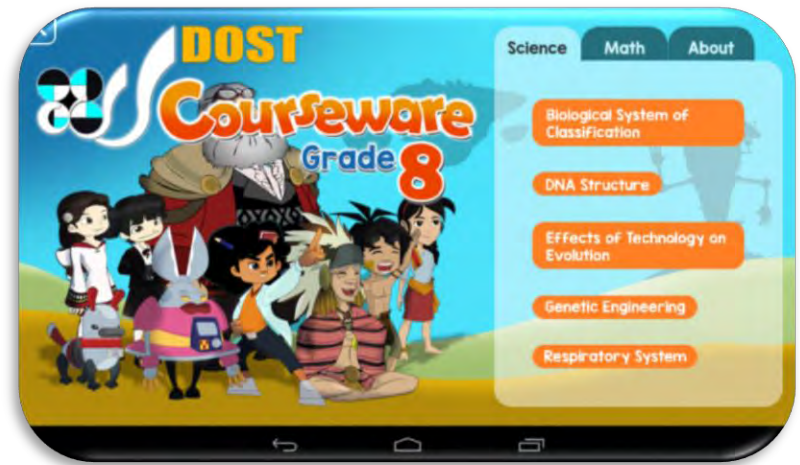 DOST
Courseware
Grade 8
Science Math About
Biological System of
Classification
DNA Structure
Effects of Technology on
Evolution
Genetic Engineering
Respiratory System